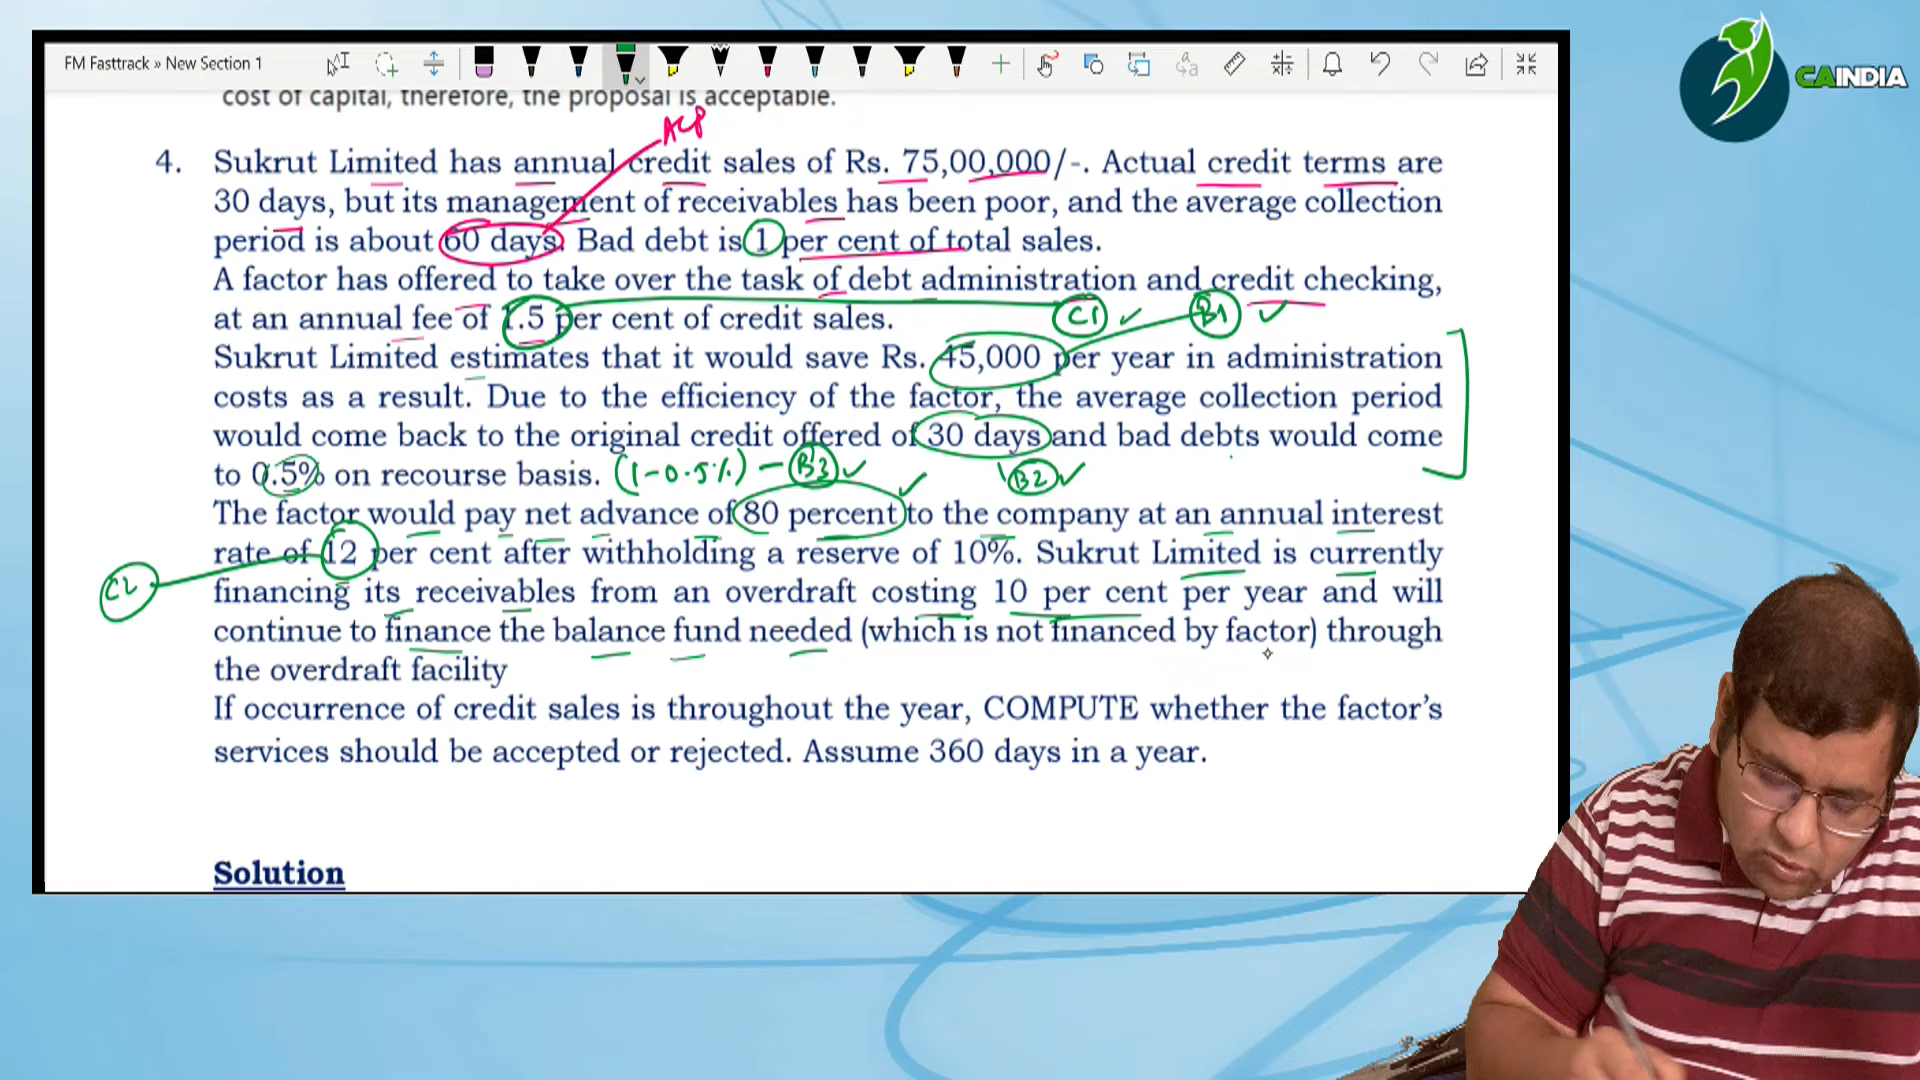 FM Fasttrack » New Section 1
CAINDIA
cost of capital, therefore, the proposal is acceptable.
ACP
4. Sukrut Limited has annual credit sales of Rs. 75,00,000/-. Actual credit terms are
30 days, but its management of receivables has been poor, and the average collection
period is about 60 days. Bad debt is 1 per cent of total sales.
A factor has offered to take over the task of debt administration and credit checking,
at an annual fee of 1.5 per cent of credit sales. C1 ✓ B1 ✓
Sukrut Limited estimates that it would save Rs. 45,000 per year in administration
costs as a result. Due to the efficiency of the factor, the average collection period
would come back to the original credit offered of 30 days and bad debts would come
to 0.5% on recourse basis. (1-0.5%) - B3 ✓ B2 ✓
The factor would pay net advance of 80 percent to the company at an annual interest
rate of 12 per cent after withholding a reserve of 10%. Sukrut Limited is currently
C2 financing its receivables from an overdraft costing 10 per cent per year and will
continue to finance the balance fund needed (which is not financed by factor) through
the overdraft facility
If occurrence of credit sales is throughout the year, COMPUTE whether the factor's
services should be accepted or rejected. Assume 360 days in a year.
Solution